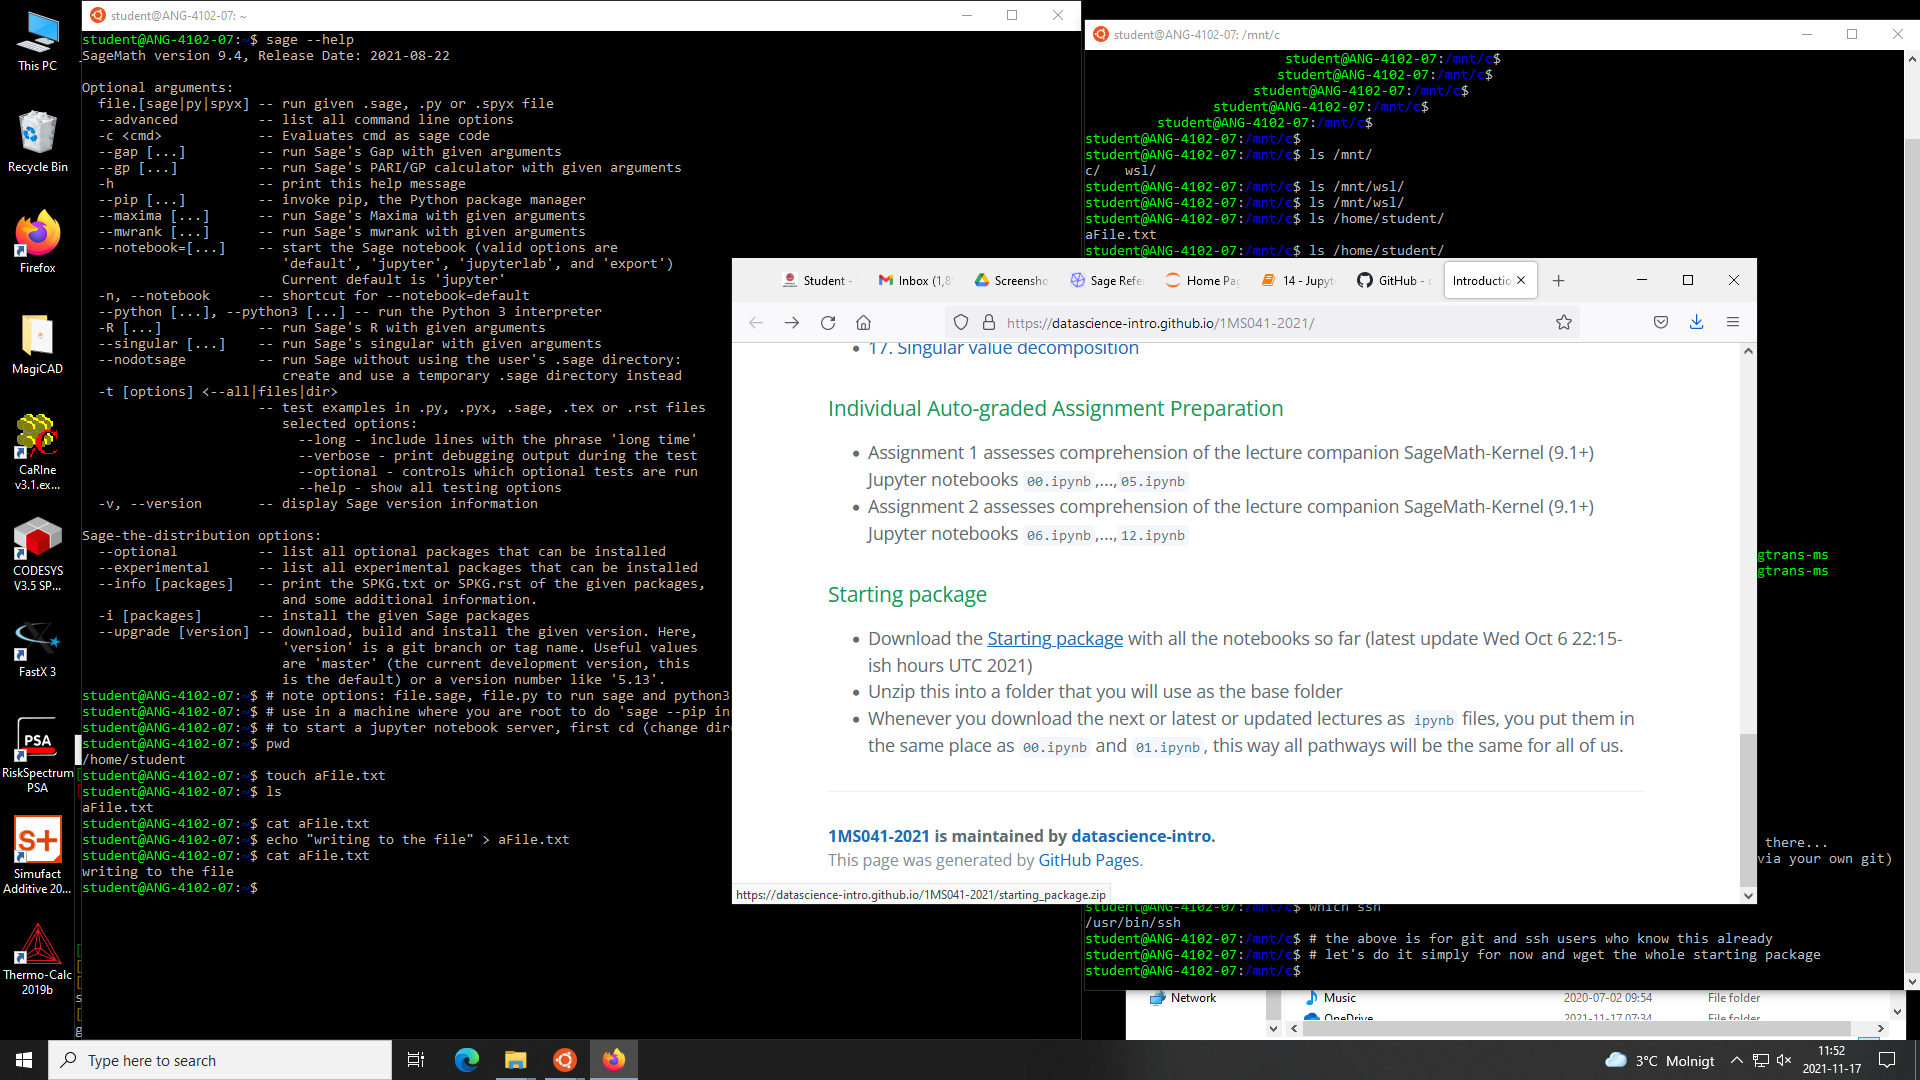 This PC
Recycle Bin
Firefox
MagiCAD
CaRIne
v3.1.ex...
CODESYS
V3.5 SP...
FastX 3
PSA
RiskSpectrum
PSA
S+
Simufact
Additive 20...
Thermo-Calc
2019b
student@ANG-4102-07: ~
student@ANG-4102-07:~$ sage --help
SageMath version 9.4, Release Date: 2021-08-22
Optional arguments:
file.[sage|py|spyx] -- run given .sage, .py or .spyx file
--advanced -- list all command line options
-c <cmd> -- Evaluates cmd as sage code
--gap [...] -- run Sage's Gap with given arguments
--gp [...] -- run Sage's PARI/GP calculator with given arguments
-h -- print this help message
--pip [...] -- invoke pip, the Python package manager
--maxima [...] -- run Sage's Maxima with given arguments
--mwrank [...] -- run Sage's mwrank with given arguments
--notebook=[...] -- start the Sage notebook (valid options are
'default', 'jupyter', 'jupyterlab', and 'export')
Current default is 'jupyter'
-n, --notebook -- shortcut for --notebook=default
--python [...], --python3 [...] -- run the Python 3 interpreter
-R [...] -- run Sage's R with given arguments
--singular [...] -- run Sage's singular with given arguments
--nodotsage -- run Sage without using the user's .sage directory:
create and use a temporary .sage directory instead
-t [options] <--all|files|dir>
-- test examples in .py, .pyx, .sage, .tex or .rst files
selected options:
--long - include lines with the phrase 'long time'
--verbose - print debugging output during the test
--optional - controls which optional tests are run
--help - show all testing options
-v, --version -- display Sage version information
Sage-the-distribution options:
--optional -- list all optional packages that can be installed
--experimental -- list all experimental packages that can be installed
--info [packages] -- print the SPKG.txt or SPKG.rst of the given packages,
and some additional information.
-i [packages] -- install the given Sage packages
--upgrade [version] -- download, build and install the given version. Here,
'version' is a git branch or tag name. Useful values
are 'master' (the current development version, this
is the default) or a version number like '5.13'.
student@ANG-4102-07:~$ # note options: file.sage, file.py to run sage and python3
student@ANG-4102-07:~$ # use in a machine where you are root to do 'sage --pip ins
student@ANG-4102-07:~$ # to start a jupyter notebook server, first cd (change dir
student@ANG-4102-07:~$ pwd
/home/student
student@ANG-4102-07:~$ touch aFile.txt
student@ANG-4102-07:~$ ls
aFile.txt
student@ANG-4102-07:~$ cat aFile.txt
student@ANG-4102-07:~$ echo "writing to the file" > aFile.txt
student@ANG-4102-07:~$ cat aFile.txt
writing to the file
student@ANG-4102-07:~$
student@ANG-4102-07: /mnt/c
student@ANG-4102-07:/mnt/c$
student@ANG-4102-07:/mnt/c$
student@ANG-4102-07:/mnt/c$
student@ANG-4102-07:/mnt/c$
student@ANG-4102-07:/mnt/c$
student@ANG-4102-07:/mnt/c$
student@ANG-4102-07:/mnt/c$ ls /mnt/
c/ wsl/
student@ANG-4102-07:/mnt/c$ ls /mnt/wsl/
student@ANG-4102-07:/mnt/c$ ls /mnt/wsl/
student@ANG-4102-07:/mnt/c$ ls /home/student/
aFile.txt
student@ANG-4102-07:/mnt/c$ ls /home/student/
Student -
Inbox (1,8
Screensho
Sage Refe
Home Pag
14 - Jupyt
GitHub -
Introductio
https://datascience-intro.github.io/1MS041-2021/
17. Singular value decomposition
Individual Auto-graded Assignment Preparation
Assignment 1 assesses comprehension of the lecture companion SageMath-Kernel (9.1+)
Jupyter notebooks 00.ipynb,..., 05.ipynb
Assignment 2 assesses comprehension of the lecture companion SageMath-Kernel (9.1+)
Jupyter notebooks 06.ipynb,..., 12.ipynb
Starting package
Download the Starting package with all the notebooks so far (latest update Wed Oct 6 22:15-
ish hours UTC 2021)
Unzip this into a folder that you will use as the base folder
Whenever you download the next or latest or updated lectures as ipynb files, you put them in
the same place as 00.ipynb and 01.ipynb, this way all pathways will be the same for all of us.
1MS041-2021 is maintained by datascience-intro.
This page was generated by GitHub Pages.
https://datascience-intro.github.io/1MS041-2021/starting_package.zip
gtrans-ms
gtrans-ms
there...
via your own git)
student@ANG-4102-07:/mnt/c$ which ssh
/usr/bin/ssh
student@ANG-4102-07:/mnt/c$ # the above is for git and ssh users who know this already
student@ANG-4102-07:/mnt/c$ # let's do it simply for now and wget the whole starting package
student@ANG-4102-07:/mnt/c$
Network
Music 2020-07-02 09:54 File folder
OneDrive 2021-11-17 07:34 File folder
Type here to search
3°C Molnigt
11:52
2021-11-17